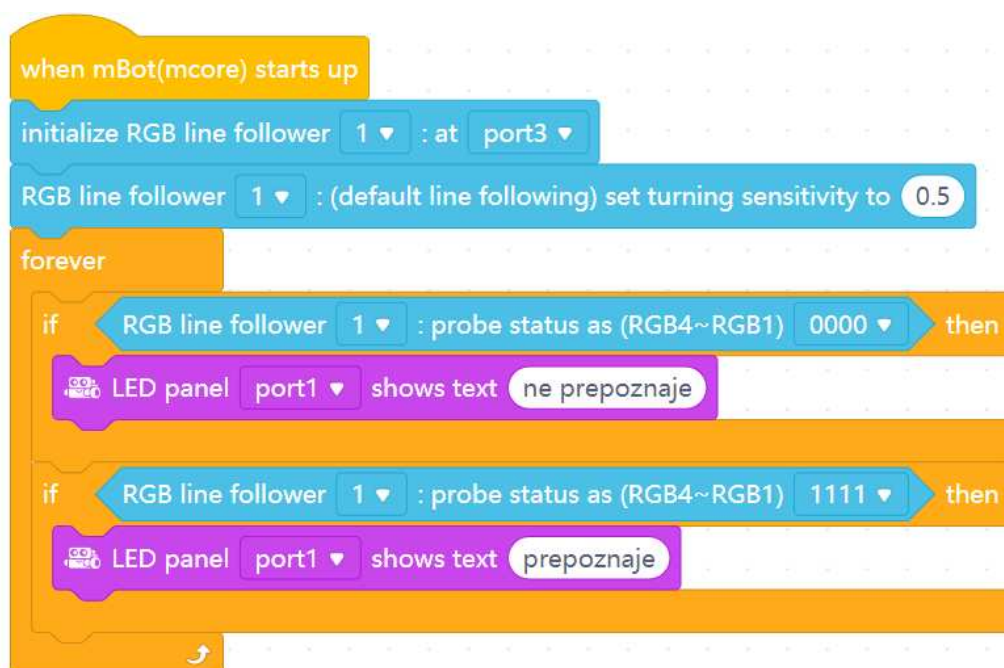 when mBot(mcore) starts up
initialize RGB line follower 1 : at port3
RGB line follower 1 : (default line following) set turning sensitivity to 0.5
forever
if RGB line follower 1 : probe status as (RGB4~RGB1) 0000 then
LED panel port1 shows text ne prepoznaje
if RGB line follower 1 : probe status as (RGB4~RGB1) 1111 then
LED panel port1 shows text prepoznaje